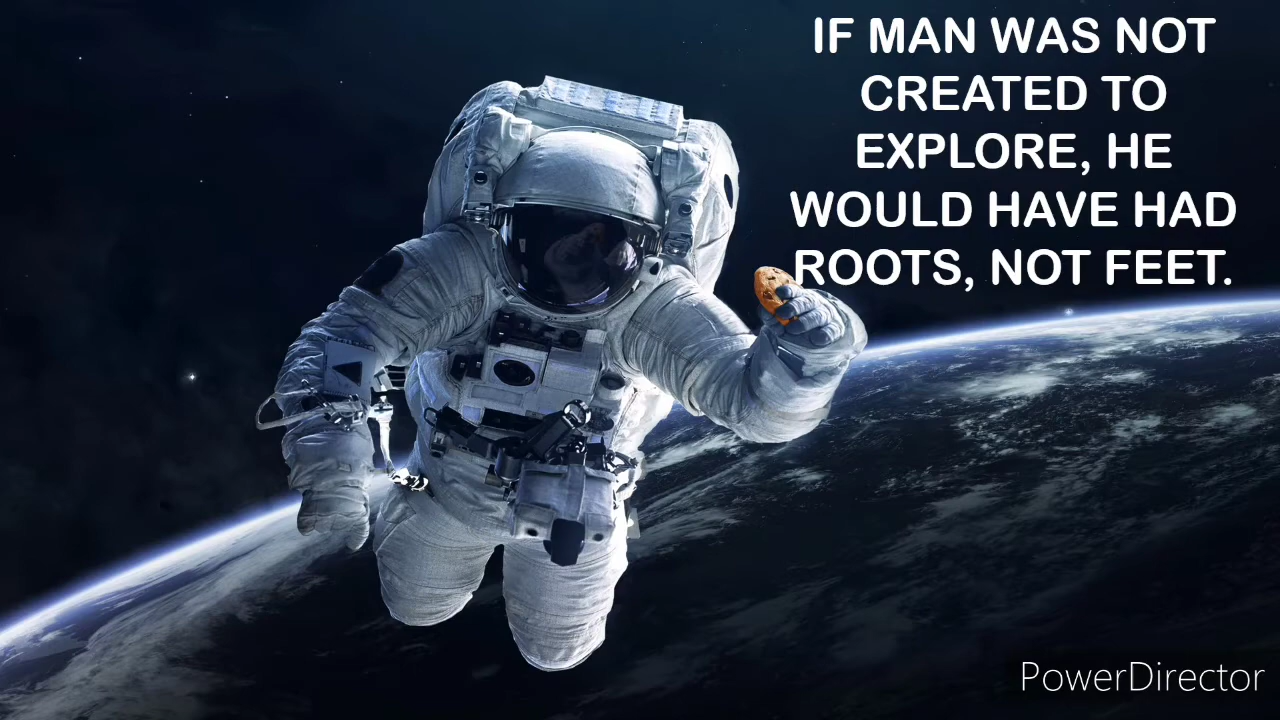 IF MAN WAS NOT
CREATED TO
EXPLORE, HE
WOULD HAVE HAD
ROOTS, NOT FEET.
PowerDirector